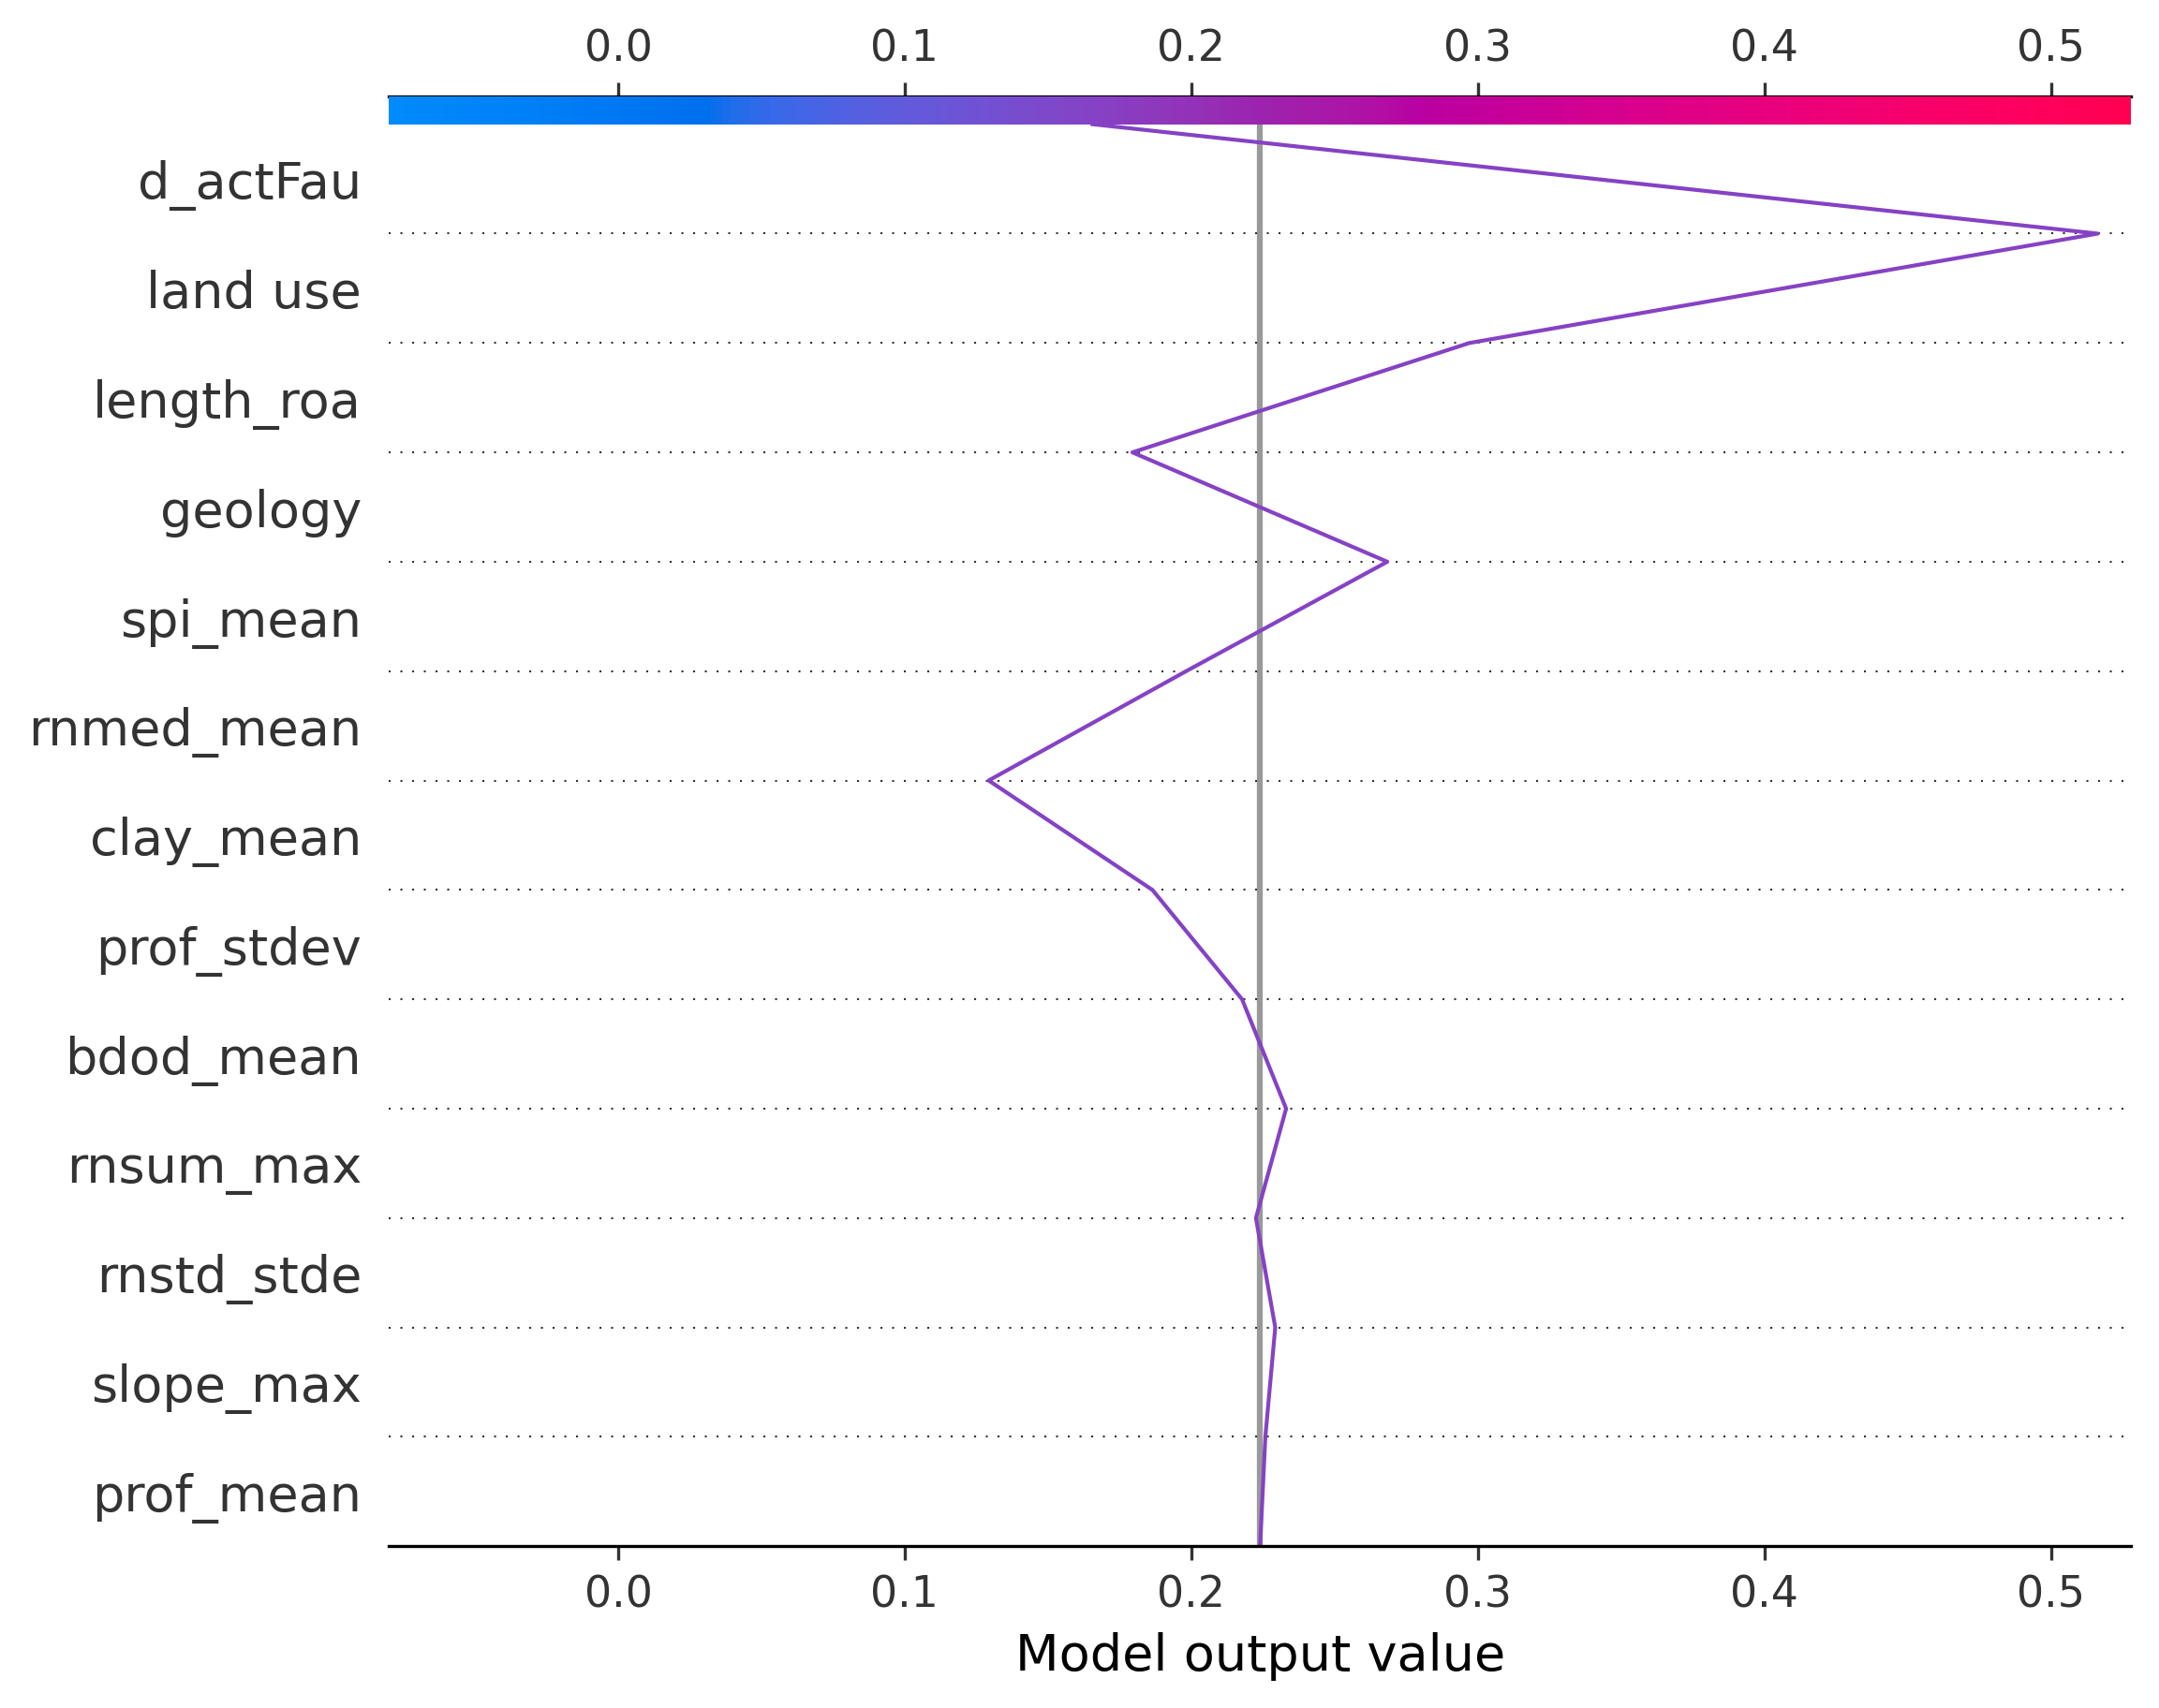 0.0 0.1 0.2 0.3 0.4 0.5
d_actFau
land use
length_roa
geology
spi_mean
rnmed_mean
clay_mean
prof_stdev
bdod_mean
rnsum_max
rnstd_stde
slope_max
prof_mean
0.0 0.1 0.2 0.3 0.4 0.5
Model output value